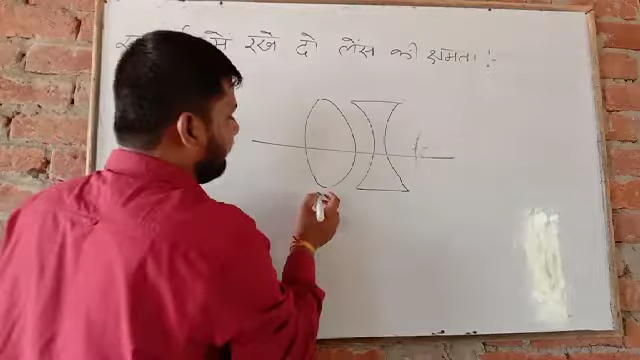 में रखे दो लेंस की क्षमता :-